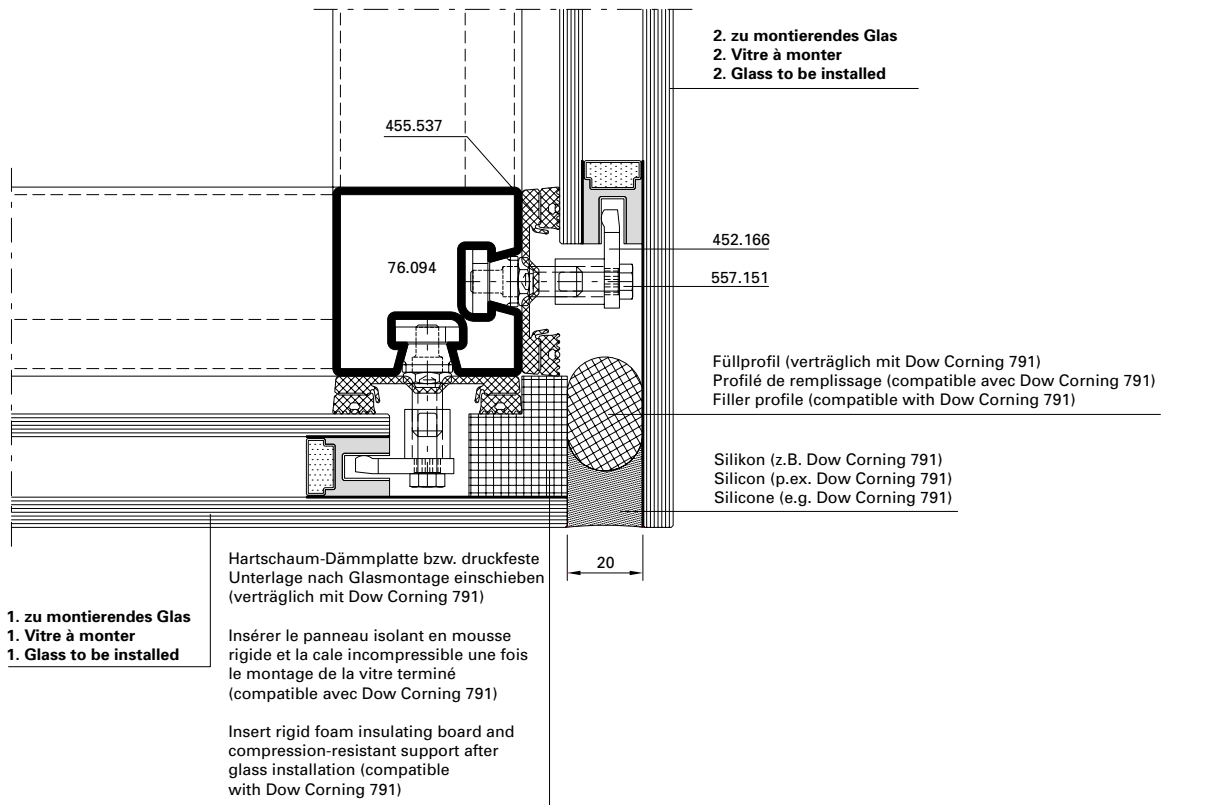 2. zu montierendes Glas
2. Vitre à monter
2. Glass to be installed
455.537
452.166
76.094
557.151
Füllprofil (verträglich mit Dow Corning 791)
Profilé de remplissage (compatible avec Dow Corning 791)
Filler profile (compatible with Dow Corning 791)
Silikon (z.B. Dow Corning 791)
Silicon (p.ex. Dow Corning 791)
Silicone (e.g. Dow Corning 791)
20
Hartschaum-Dämmplatte bzw. druckfeste
Unterlage nach Glasmontage einschieben
(verträglich mit Dow Corning 791)
1. zu montierendes Glas
1. Vitre à monter
1. Glass to be installed
Insérer le panneau isolant en mousse
rigide et la cale incompressible une fois
le montage de la vitre terminé
(compatible avec Dow Corning 791)
Insert rigid foam insulating board and
compression-resistant support after
glass installation (compatible
with Dow Corning 791)